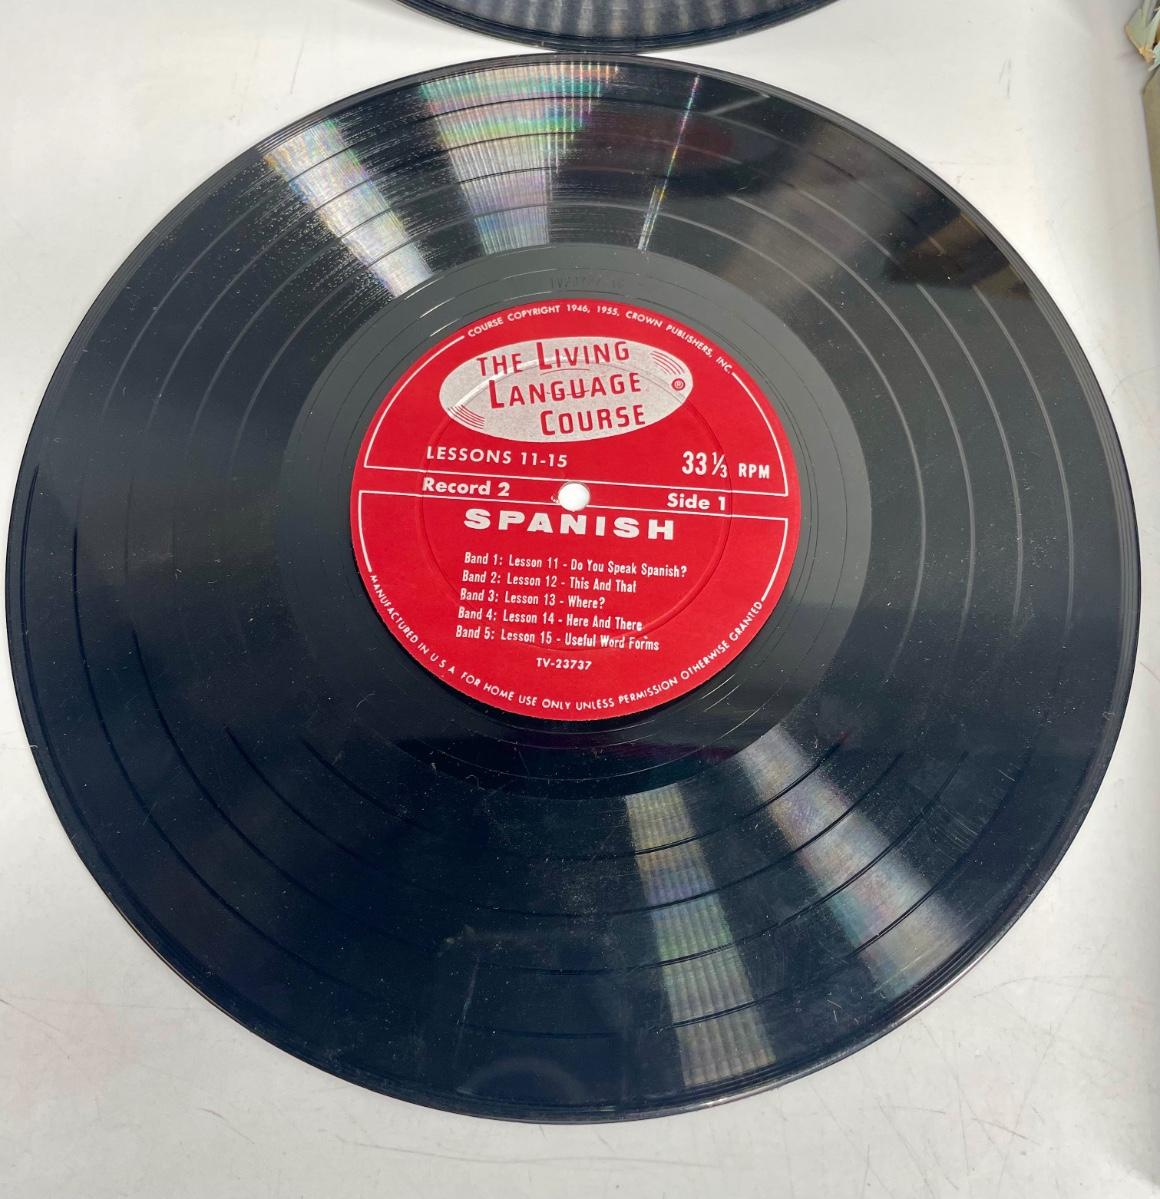 COURSE COPYRIGHT 1946, 1955, CROWN PUBLISHERS, INC.
THE LIVING
LANGUAGE ®
COURSE
LESSONS 11-15
33⅓ RPM
Record 2
Side 1
SPANISH
Band 1: Lesson 11 - Do You Speak Spanish?
Band 2: Lesson 12 - This And That
Band 3: Lesson 13 - Where?
Band 4: Lesson 14 - Here And There
Band 5: Lesson 15 - Useful Word Forms
TV-23737
MANUFACTURED IN U S A FOR HOME USE ONLY UNLESS PERMISSION OTHERWISE GRANTED